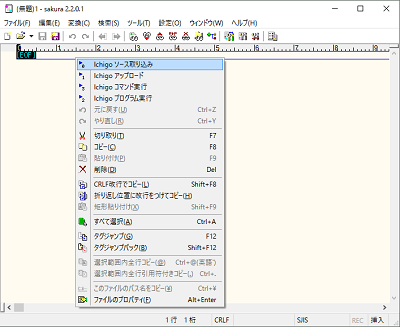 (無題)1 - sakura 2.2.0.1
ファイル(F) 編集(E) 変換(C) 検索(S) ツール(T) 設定(O) ウィンドウ(W) ヘルプ(H)
0 1 2 3 4 5 6 7 8 9
[EOF]
Ichigo ソース取り込み
Ichigo アップロード
Ichigo コマンド実行
Ichigo プログラム実行
元に戻す(U) Ctrl+Z
やり直し(R) Ctrl+Y
切り取り(T) F7
コピー(C) F8
貼り付け(P) F9
削除(D) Del
CRLF改行でコピー(L) Shift+F8
折り返し位置に改行をつけてコピー(H)
矩形貼り付け(X) Shift+F9
すべて選択(A) Ctrl+A
タグジャンプ(G) F12
タグジャンプバック(B) Shift+F12
選択範囲内全行コピー(@) Ctrl+@(英語')
選択範囲内全行引用符付きコピー(.) Ctrl+.
このファイルのパス名をコピー(¥) Ctrl+¥
ファイルのプロパティ(F) Alt+Enter
1 行 1 桁 CRLF SJIS REC 挿入